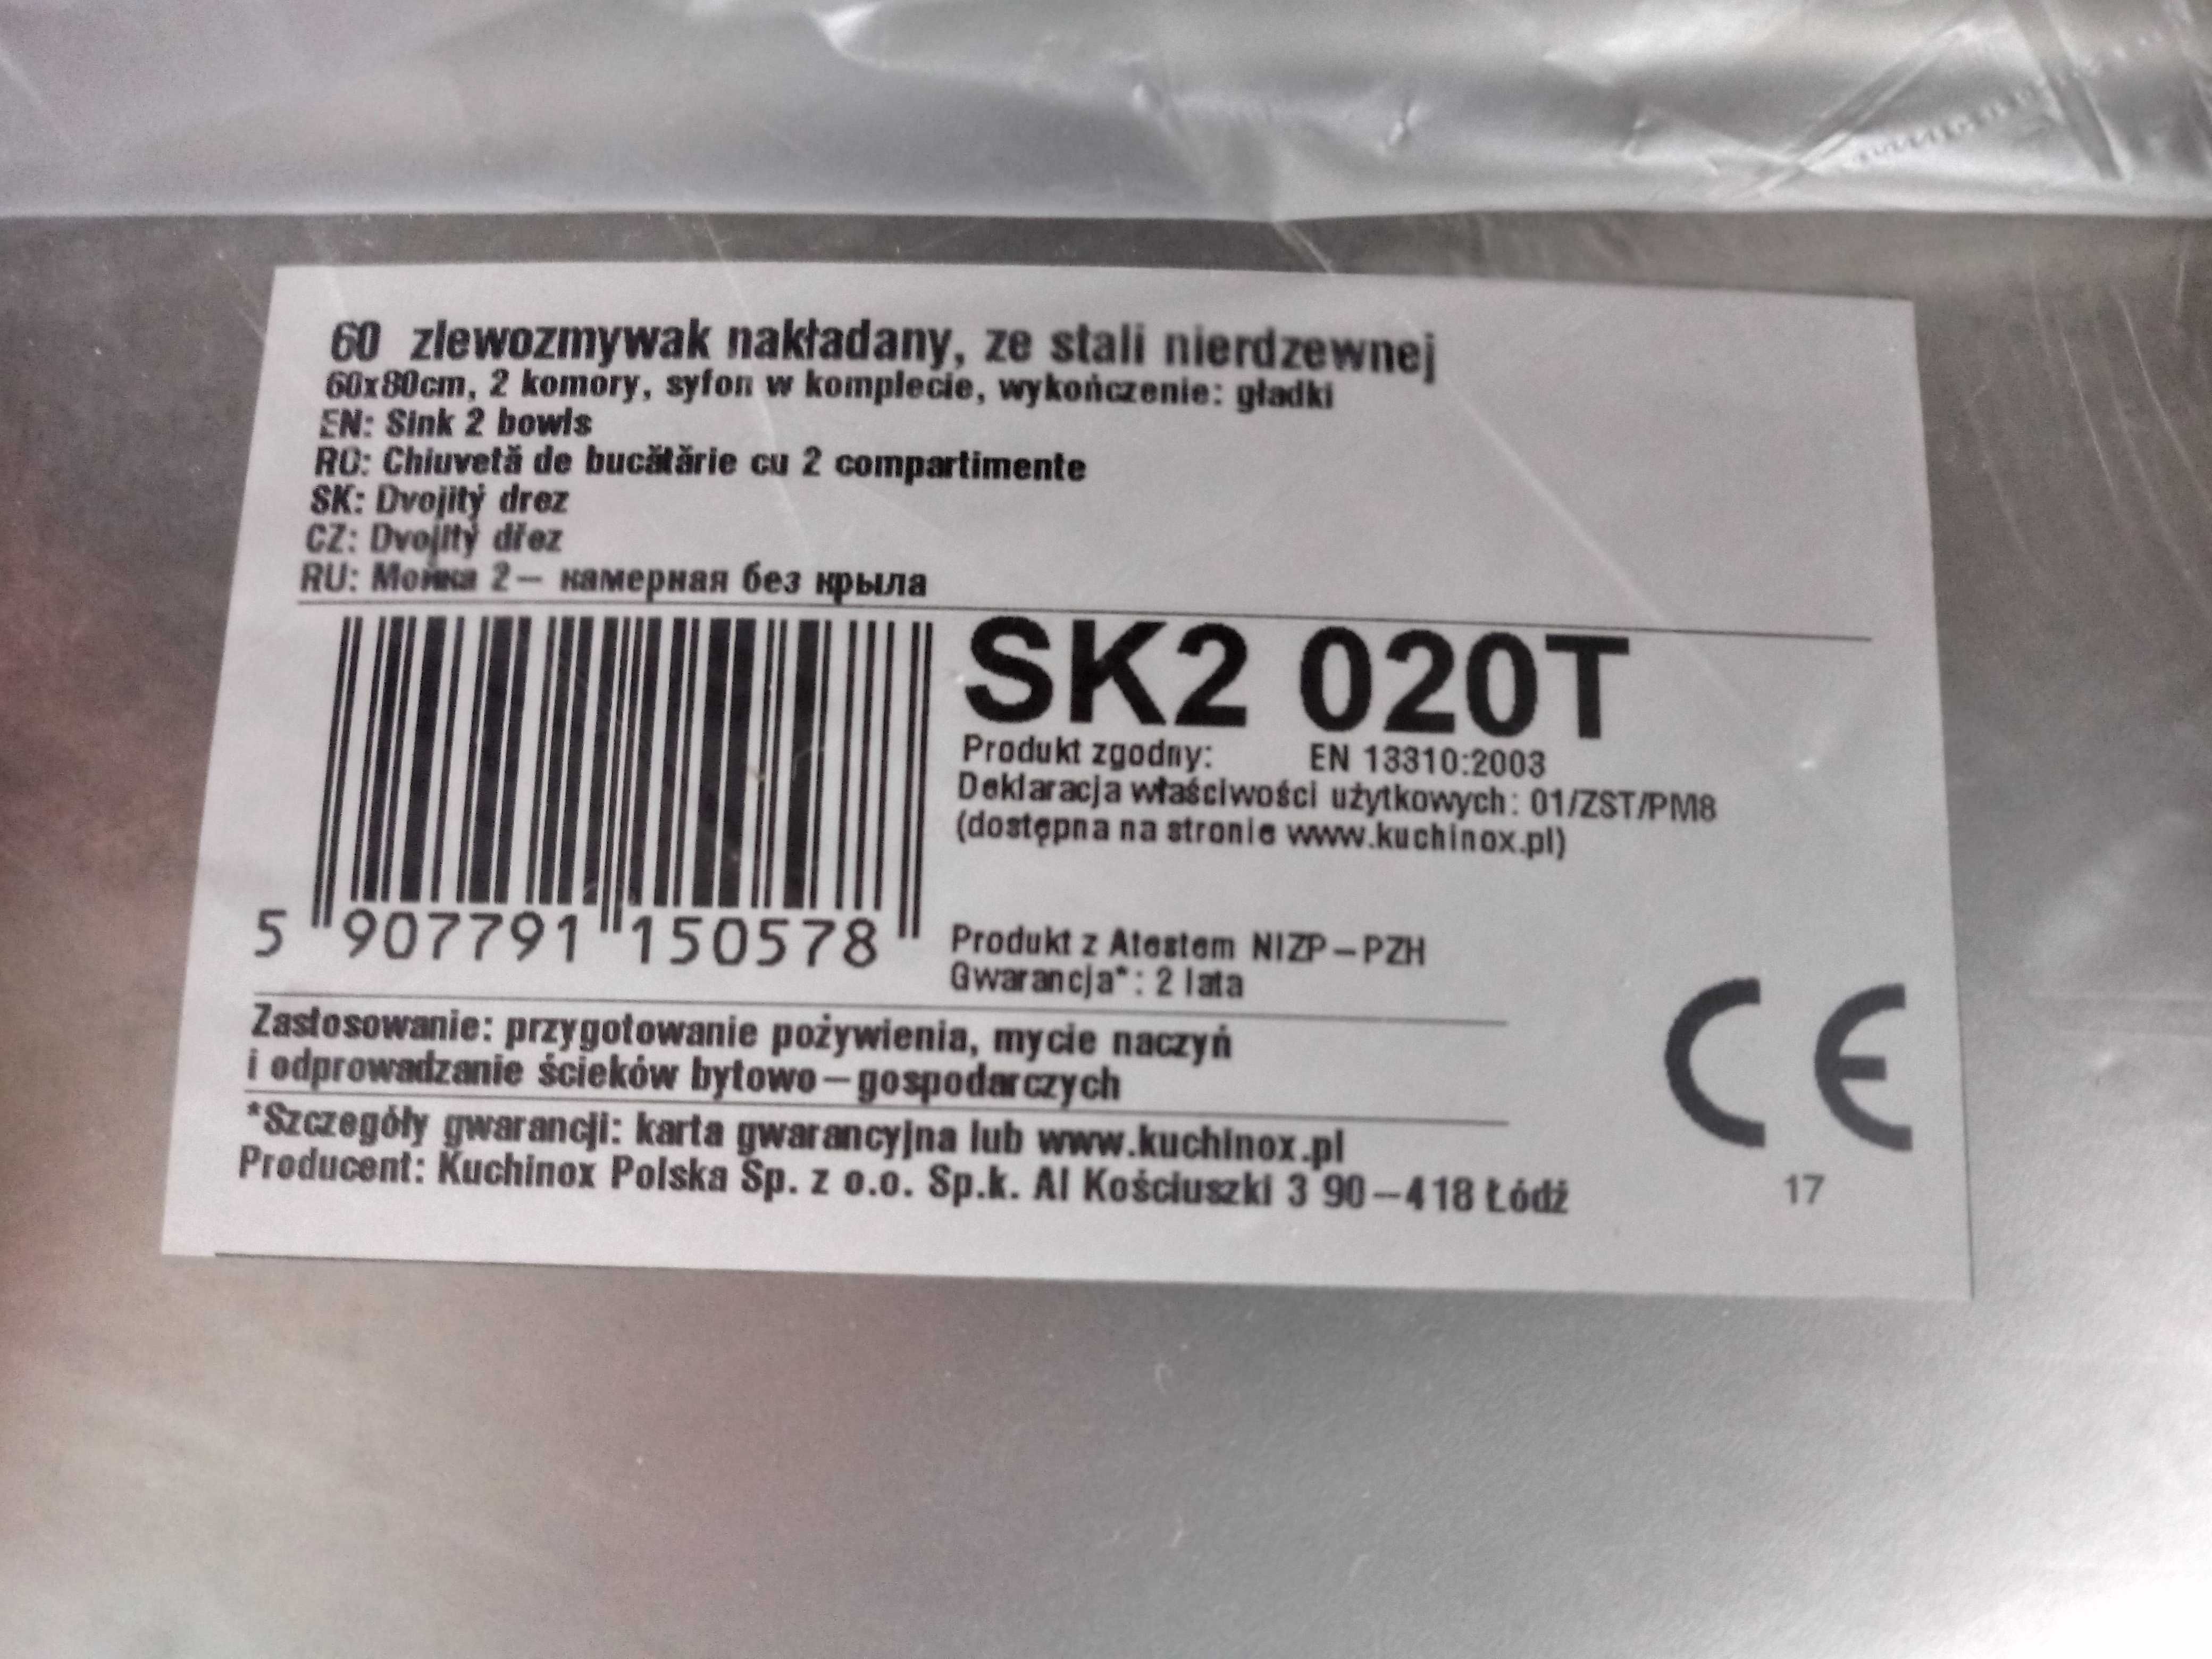 60 zlewozmywak nakładany, ze stali nierdzewnej
60x80cm, 2 komory, syfon w komplecie, wykończenie: gładki
EN: Sink 2 bowls
RO: Chiuvetă de bucătărie cu 2 compartimente
SK: Dvojitý drez
CZ: Dvojitý dřez
RU: Мойка 2– камерная без крыла
SK2 020T
Produkt zgodny: EN 13310:2003
Deklaracja właściwości użytkowych: 01/ZST/PM8
(dostępna na stronie www.kuchinox.pl)
5 907791 150578
Produkt z Atestem NIZP–PZH
Gwarancja*: 2 lata
Zastosowanie: przygotowanie pożywienia, mycie naczyń
i odprowadzanie ścieków bytowo–gospodarczych
*Szczegóły gwarancji: karta gwarancyjna lub www.kuchinox.pl
Producent: Kuchinox Polska Sp. z o.o. Sp.k. Al Kościuszki 3 90–418 Łódź
CE
17